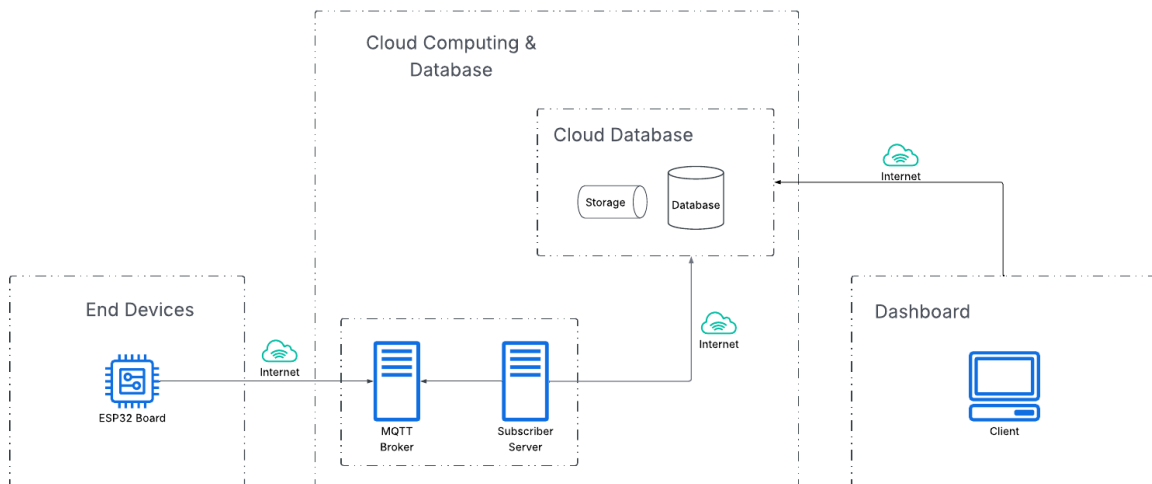 Cloud Computing &
Database
Cloud Database
Storage
Database
Internet
Internet
End Devices
Internet
ESP32 Board
MQTT
Broker
Subscriber
Server
Dashboard
Client